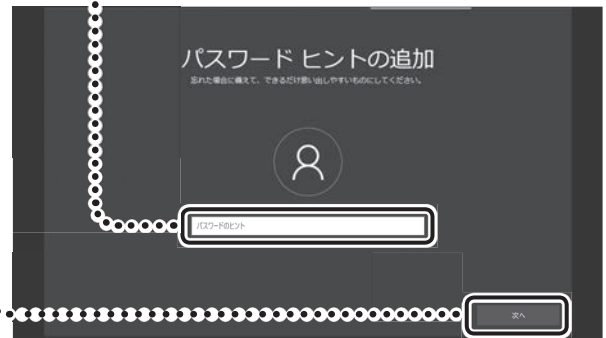 パスワード ヒントの追加
忘れた場合に備えて、できるだけ思い出しやすいものにしてください。
パスワードのヒント
次へ